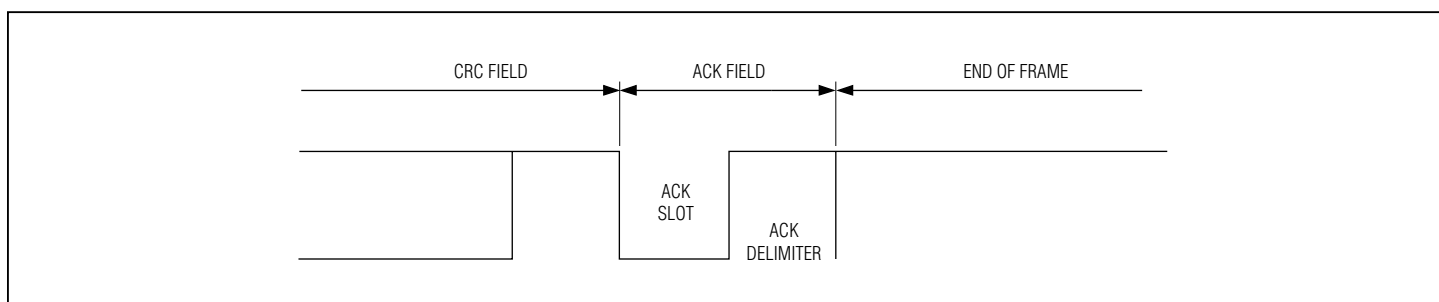 CRC FIELD
ACK FIELD
END OF FRAME
ACK
SLOT
ACK
DELIMITER